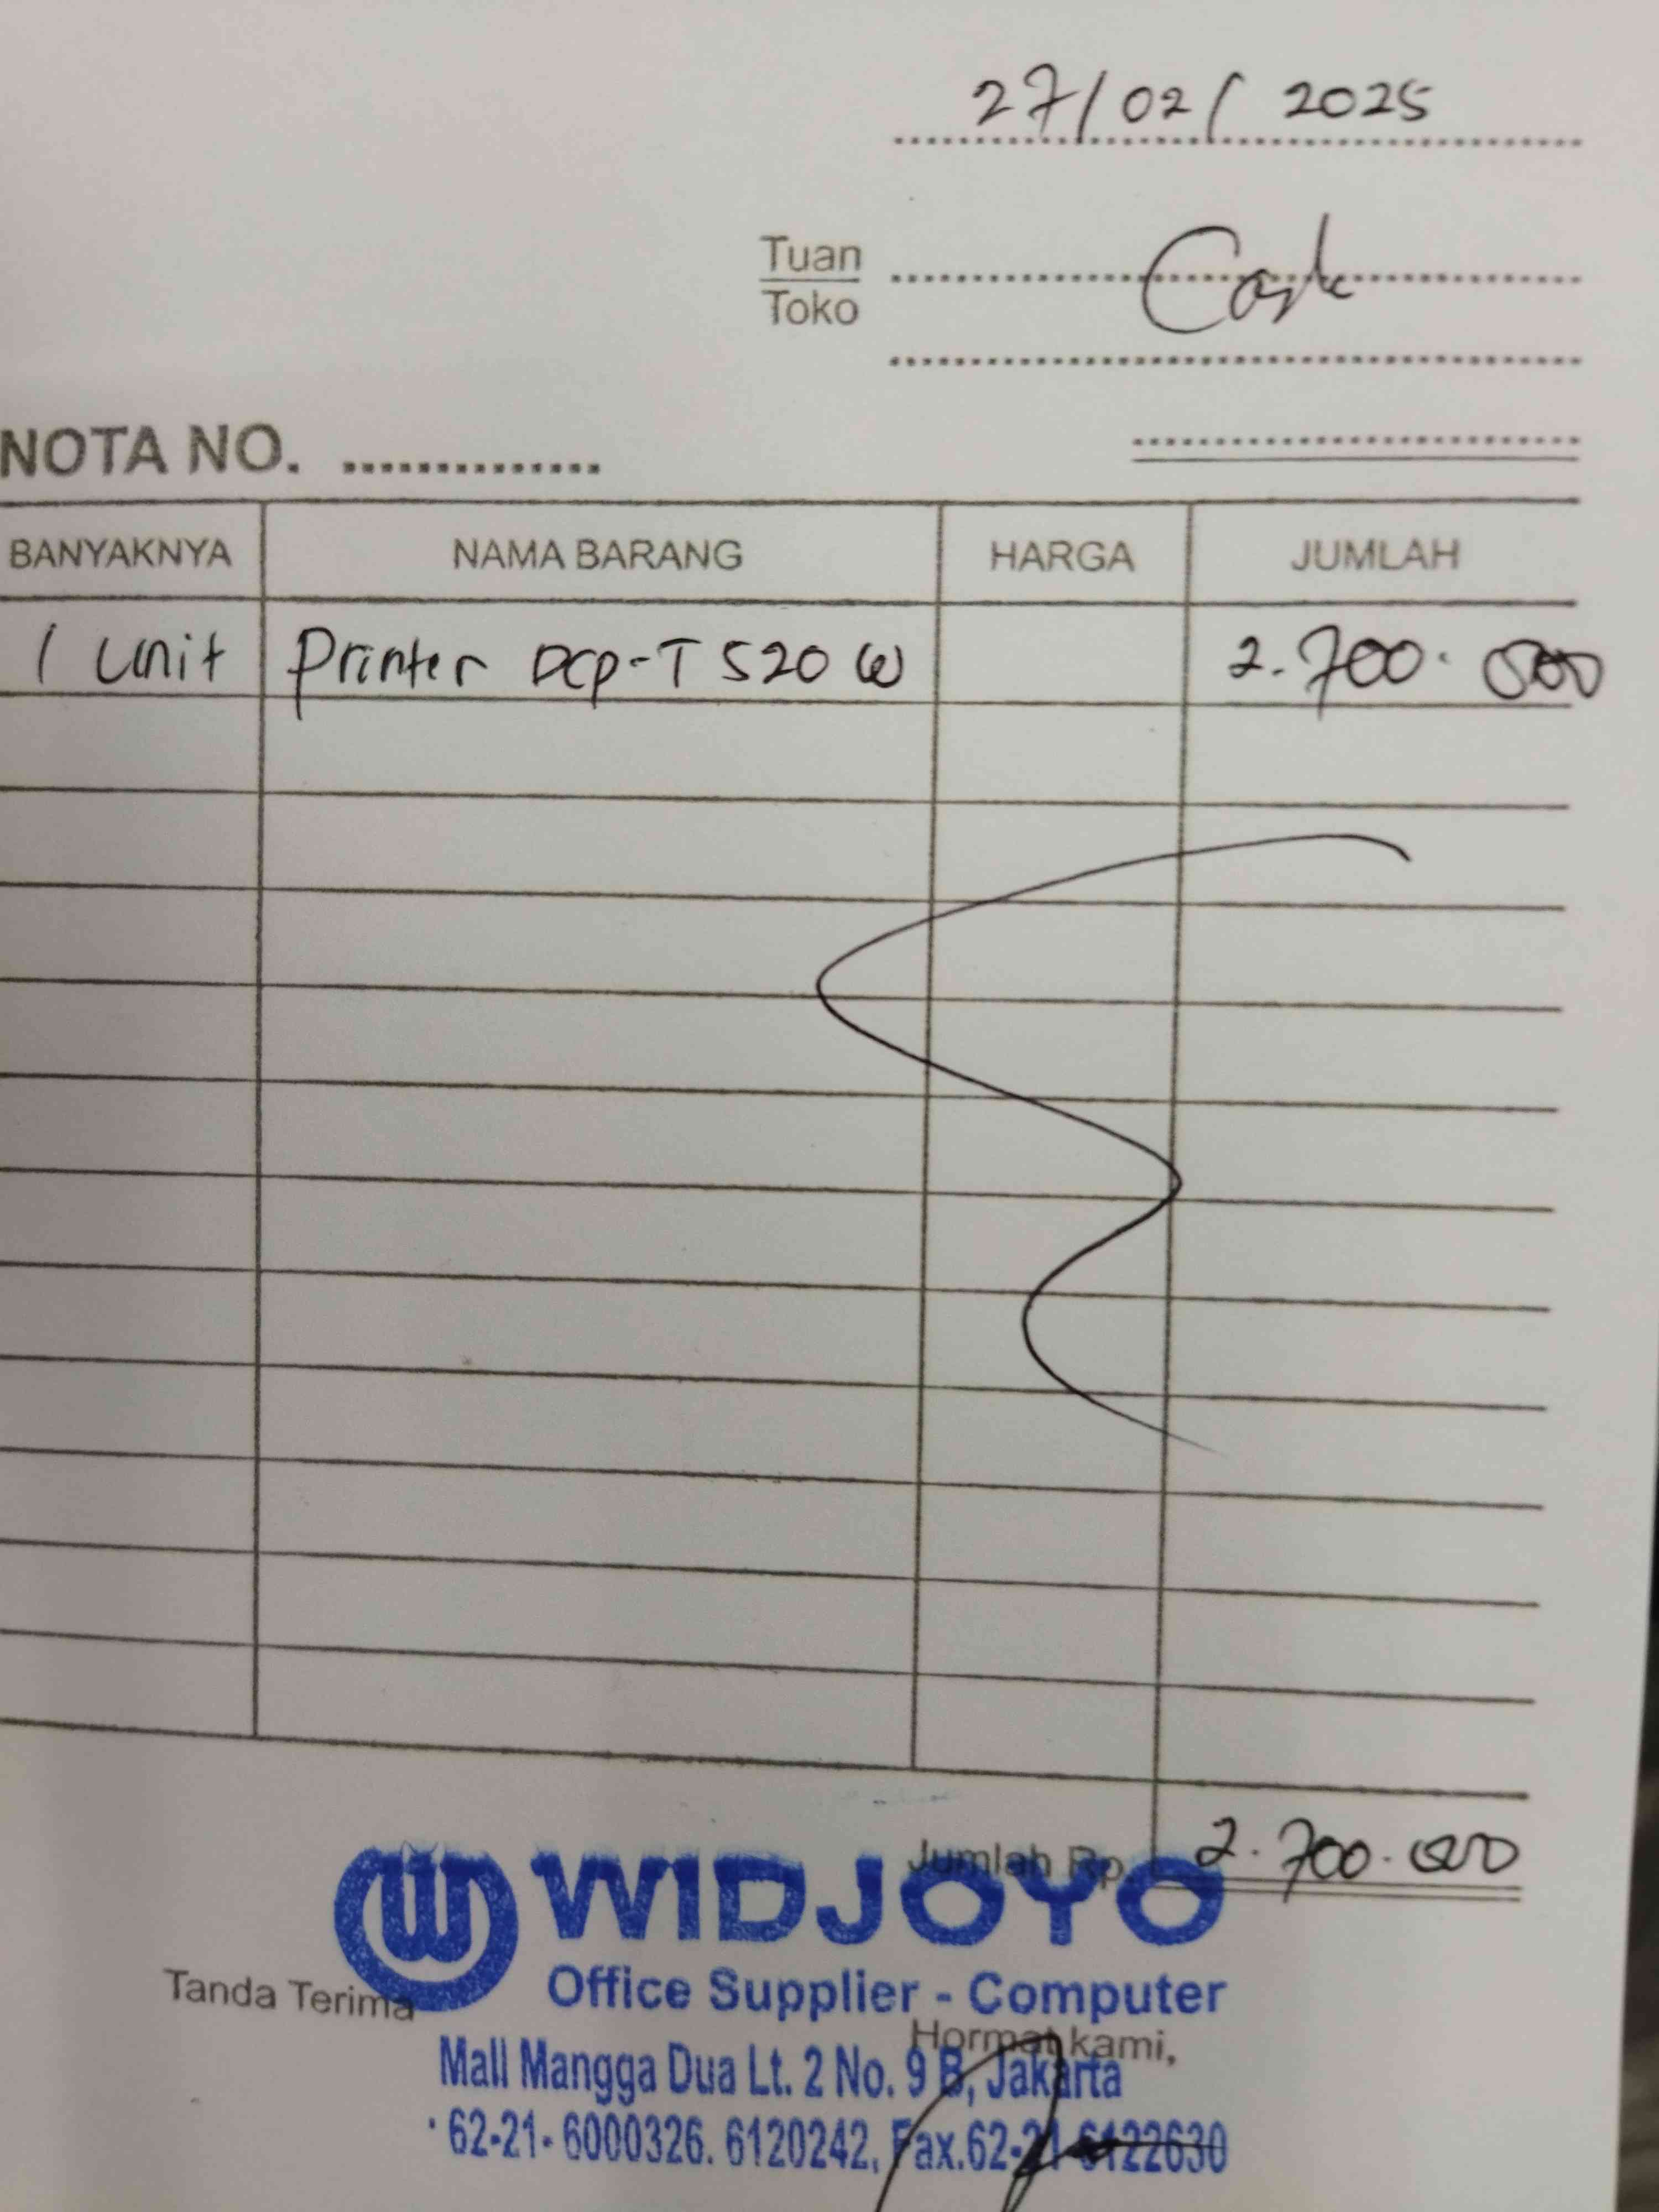 27/02/2025
Tuan
Toko
Cash
NOTA NO. ..............
BANYAKNYA NAMA BARANG HARGA JUMLAH
1 Unit Printer DCP-T520W 2.700.000
Jumlah Rp. 2.700.000
WIDJOYO
Office Supplier - Computer
Tanda Terima
Hormat kami,
Mall Mangga Dua Lt. 2 No. 9 B, Jakarta
62-21- 6000326. 6120242, Fax.62-21-6122630